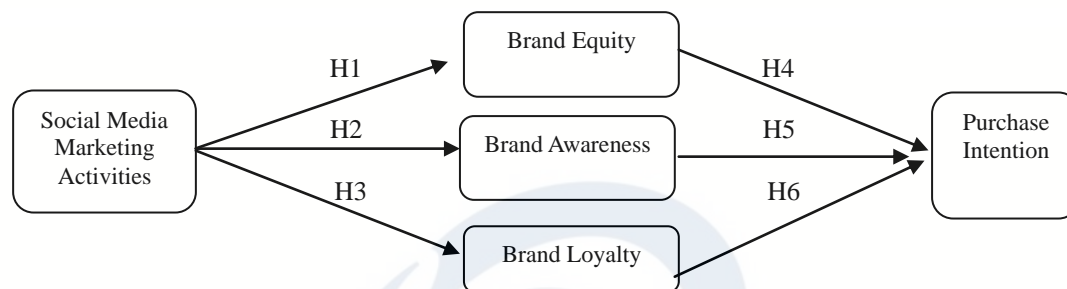 Brand Equity
H1
H4
Social Media
Marketing
Activities
H2
Brand Awareness
H5
Purchase
Intention
H3
H6
Brand Loyalty